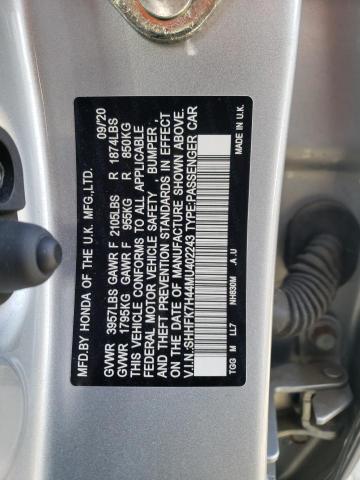 MFD.BY HONDA OF THE U.K. MFG.,LTD. 09/20
GVWR 3957LBS GAWR F 2105LBS R 1874LBS
GVWR 1795KG GAWR F 955KG R 850KG
THIS VEHICLE CONFORMS TO ALL APPLICABLE
FEDERAL MOTOR VEHICLE SAFETY, BUMPER,
AND THEFT PREVENTION STANDARDS IN EFFECT
ON THE DATE OF MANUFACTURE SHOWN ABOVE.
V.I.N.:SHHFK7H44MU402243 TYPE:PASSENGER CAR
TGG M LL7 NH830M .A .U MADE IN U.K.